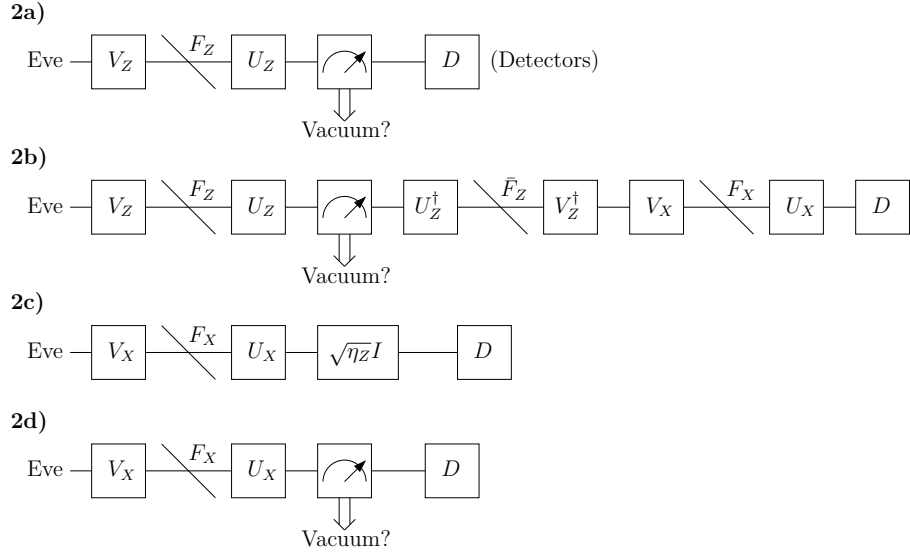 2a)
Eve V_Z F_Z U_Z D (Detectors)
Vacuum?
2b)
Eve V_Z F_Z U_Z U_Z^† F̄_Z V_Z^† V_X F_X U_X D
Vacuum?
2c)
Eve V_X F_X U_X √η_Z I D
2d)
Eve V_X F_X U_X D
Vacuum?